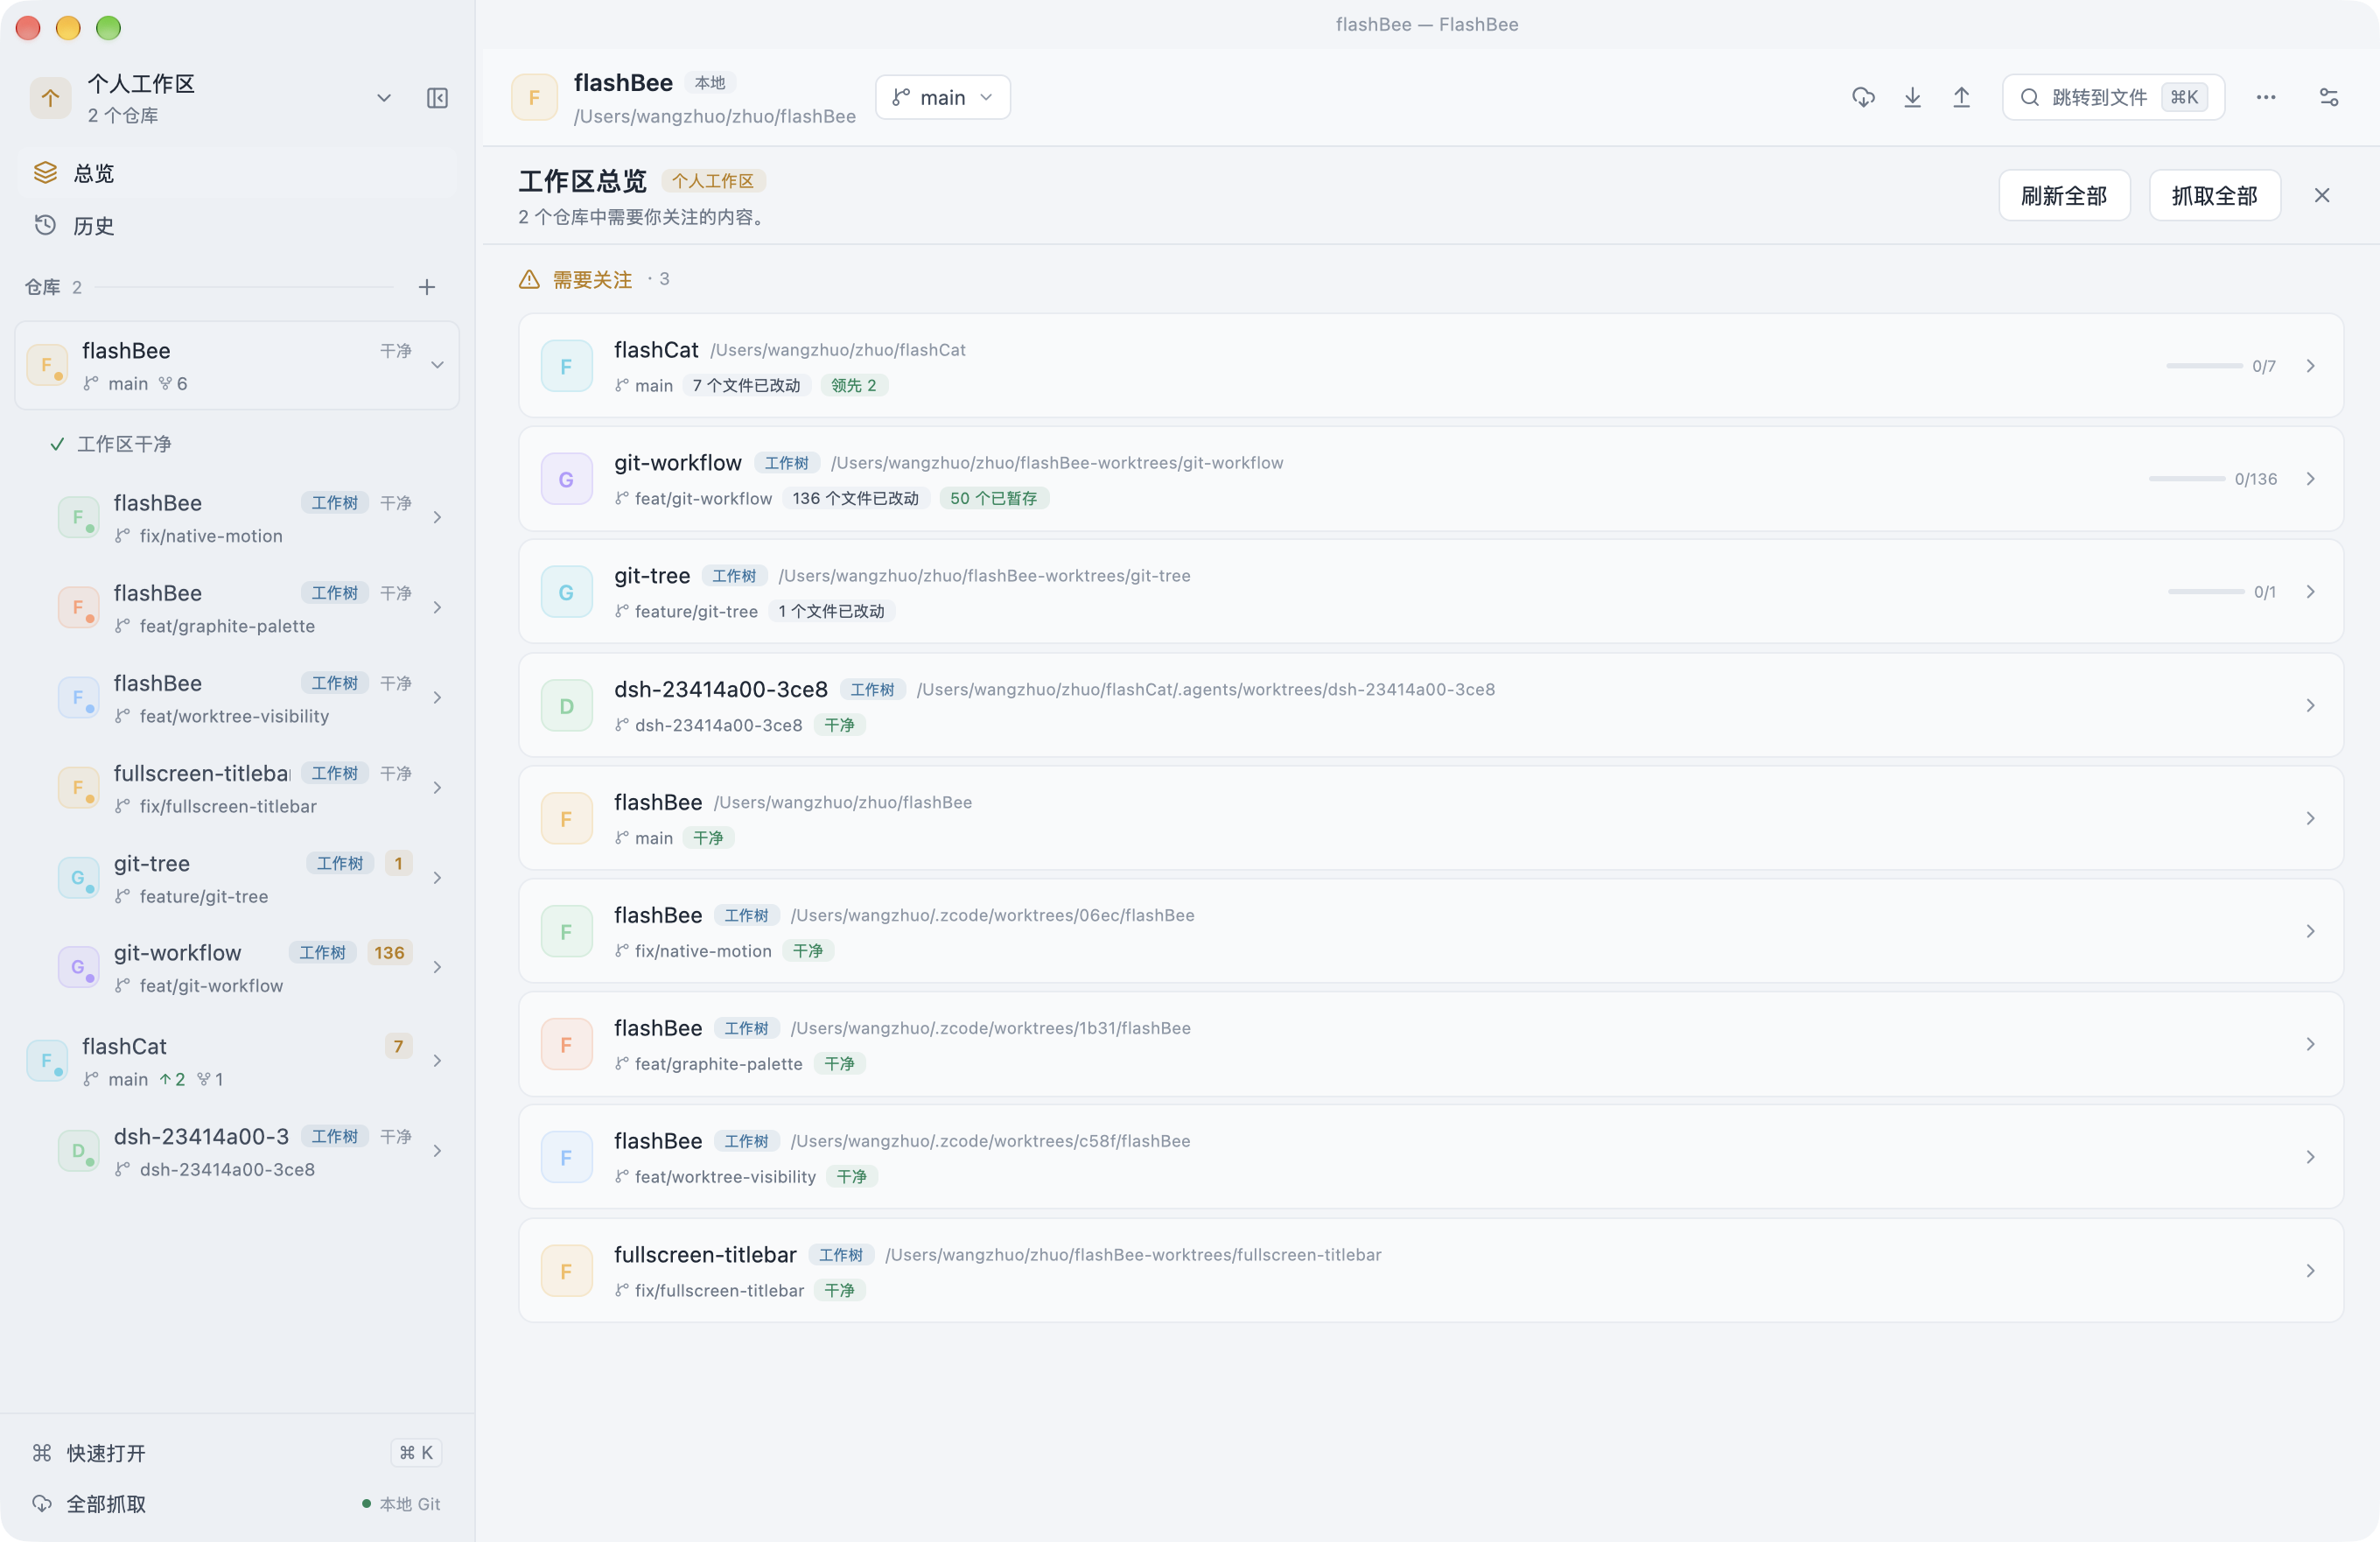 flashBee — FlashBee
个
个人工作区
2 个仓库
总览
历史
仓库 2
F
flashBee 干净
main 6
工作区干净
F
flashBee 工作树 干净
fix/native-motion
F
flashBee 工作树 干净
feat/graphite-palette
F
flashBee 工作树 干净
feat/worktree-visibility
F
fullscreen-titlebar 工作树 干净
fix/fullscreen-titlebar
G
git-tree 工作树 1
feature/git-tree
G
git-workflow 工作树 136
feat/git-workflow
F
flashCat 7
main ↑2 1
D
dsh-23414a00-3 工作树 干净
dsh-23414a00-3ce8
⌘ 快速打开 ⌘ K
全部抓取 本地 Git
F
flashBee 本地
/Users/wangzhuo/zhuo/flashBee
main
跳转到文件 ⌘K
工作区总览 个人工作区
2 个仓库中需要你关注的内容。
刷新全部 抓取全部
需要关注 · 3
F
flashCat /Users/wangzhuo/zhuo/flashCat
main 7 个文件已改动 领先 2
0/7
G
git-workflow 工作树 /Users/wangzhuo/zhuo/flashBee-worktrees/git-workflow
feat/git-workflow 136 个文件已改动 50 个已暂存
0/136
G
git-tree 工作树 /Users/wangzhuo/zhuo/flashBee-worktrees/git-tree
feature/git-tree 1 个文件已改动
0/1
D
dsh-23414a00-3ce8 工作树 /Users/wangzhuo/zhuo/flashCat/.agents/worktrees/dsh-23414a00-3ce8
dsh-23414a00-3ce8 干净
F
flashBee /Users/wangzhuo/zhuo/flashBee
main 干净
F
flashBee 工作树 /Users/wangzhuo/.zcode/worktrees/06ec/flashBee
fix/native-motion 干净
F
flashBee 工作树 /Users/wangzhuo/.zcode/worktrees/1b31/flashBee
feat/graphite-palette 干净
F
flashBee 工作树 /Users/wangzhuo/.zcode/worktrees/c58f/flashBee
feat/worktree-visibility 干净
F
fullscreen-titlebar 工作树 /Users/wangzhuo/zhuo/flashBee-worktrees/fullscreen-titlebar
fix/fullscreen-titlebar 干净